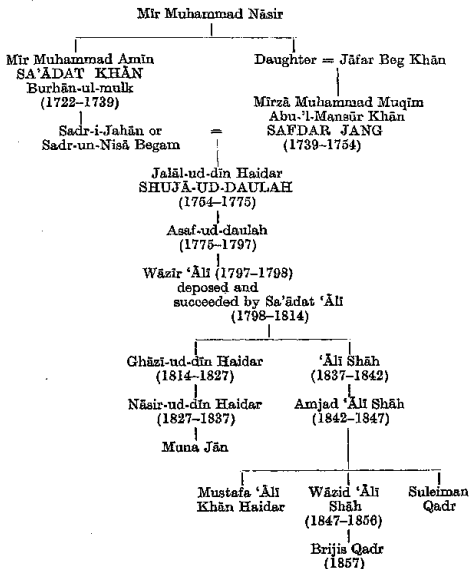 Mīr Muhammad Nāsir
Mīr Muhammad Amīn
SA'ĀDAT KHĀN
Burhān-ul-mulk
(1722–1739)
Daughter = Jāfar Beg Khān
Mīrzā Muhammad Muqīm
Abu-'l-Mansūr Khān
SAFDAR JANG
(1739–1754)
Sadr-i-Jahān or
Sadr-un-Nisā Begam
=
Jalāl-ud-dīn Haidar
SHUJĀ-UD-DAULAH
(1754–1775)
Asaf-ud-daulah
(1775–1797)
Wāzīr 'Ālī (1797–1798)
deposed and
succeeded by Sa'ādat 'Ālī
(1798–1814)
Ghāzī-ud-dīn Haidar
(1814–1827)
'Ālī Shāh
(1837–1842)
Nāsir-ud-dīn Haidar
(1827–1837)
Amjad 'Ālī Shāh
(1842–1847)
Muna Jān
Mustafa 'Ālī
Khān Haidar
Wāzid 'Ālī
Shāh
(1847–1856)
Suleiman
Qadr
Brijis Qadr
(1857)